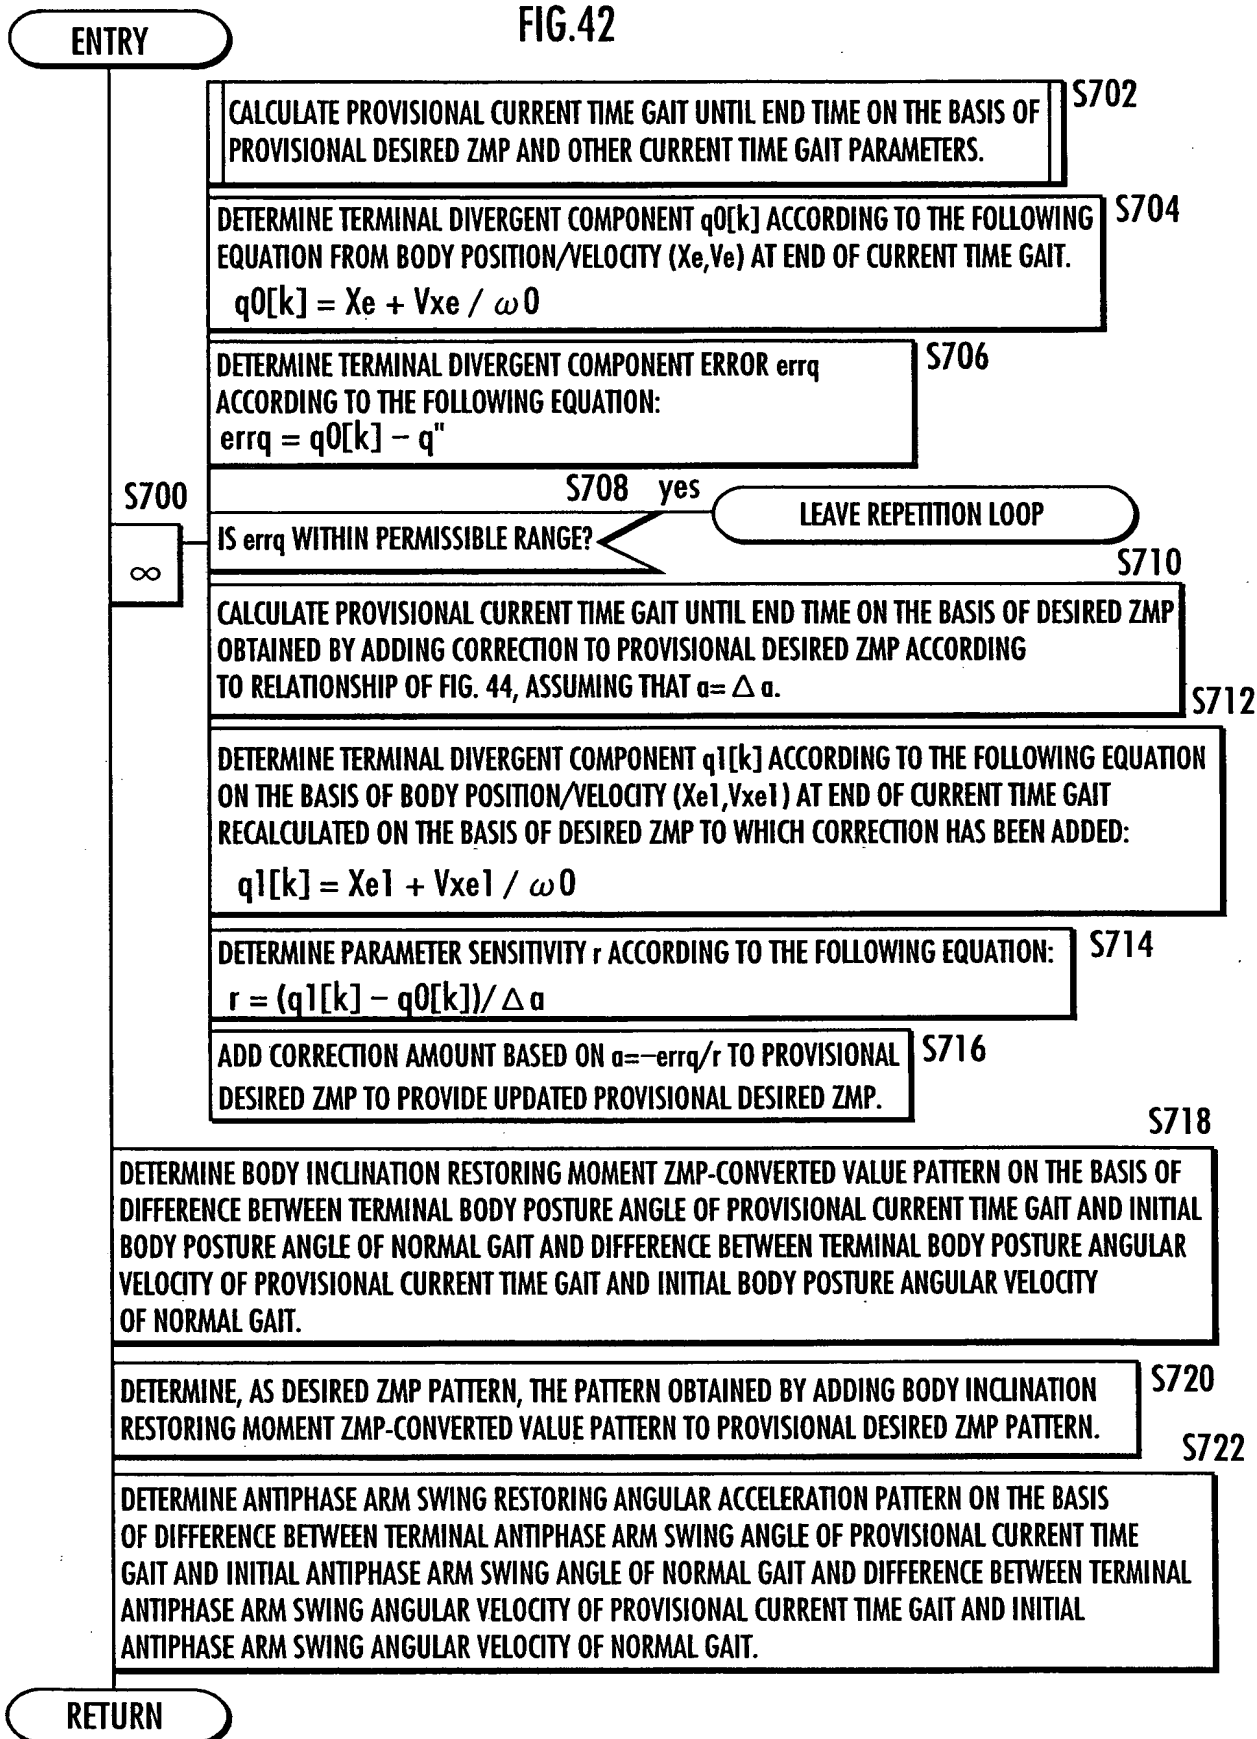 FIG.42
ENTRY
S702
CALCULATE PROVISIONAL CURRENT TIME GAIT UNTIL END TIME ON THE BASIS OF
PROVISIONAL DESIRED ZMP AND OTHER CURRENT TIME GAIT PARAMETERS.
S704
DETERMINE TERMINAL DIVERGENT COMPONENT q0[k] ACCORDING TO THE FOLLOWING
EQUATION FROM BODY POSITION/VELOCITY (Xe,Ve) AT END OF CURRENT TIME GAIT.
q0[k] = Xe + Vxe / ω0
S706
DETERMINE TERMINAL DIVERGENT COMPONENT ERROR errq
ACCORDING TO THE FOLLOWING EQUATION:
errq = q0[k] − q"
S700
∞
S708 yes
IS errq WITHIN PERMISSIBLE RANGE?
LEAVE REPETITION LOOP
S710
CALCULATE PROVISIONAL CURRENT TIME GAIT UNTIL END TIME ON THE BASIS OF DESIRED ZMP
OBTAINED BY ADDING CORRECTION TO PROVISIONAL DESIRED ZMP ACCORDING
TO RELATIONSHIP OF FIG. 44, ASSUMING THAT a= Δ a.
S712
DETERMINE TERMINAL DIVERGENT COMPONENT q1[k] ACCORDING TO THE FOLLOWING EQUATION
ON THE BASIS OF BODY POSITION/VELOCITY (Xe1,Vxe1) AT END OF CURRENT TIME GAIT
RECALCULATED ON THE BASIS OF DESIRED ZMP TO WHICH CORRECTION HAS BEEN ADDED:
q1[k] = Xe1 + Vxe1 / ω0
S714
DETERMINE PARAMETER SENSITIVITY r ACCORDING TO THE FOLLOWING EQUATION:
r = (q1[k] − q0[k])/ Δ a
S716
ADD CORRECTION AMOUNT BASED ON a=−errq/r TO PROVISIONAL
DESIRED ZMP TO PROVIDE UPDATED PROVISIONAL DESIRED ZMP.
S718
DETERMINE BODY INCLINATION RESTORING MOMENT ZMP-CONVERTED VALUE PATTERN ON THE BASIS OF
DIFFERENCE BETWEEN TERMINAL BODY POSTURE ANGLE OF PROVISIONAL CURRENT TIME GAIT AND INITIAL
BODY POSTURE ANGLE OF NORMAL GAIT AND DIFFERENCE BETWEEN TERMINAL BODY POSTURE ANGULAR
VELOCITY OF PROVISIONAL CURRENT TIME GAIT AND INITIAL BODY POSTURE ANGULAR VELOCITY
OF NORMAL GAIT.
S720
DETERMINE, AS DESIRED ZMP PATTERN, THE PATTERN OBTAINED BY ADDING BODY INCLINATION
RESTORING MOMENT ZMP-CONVERTED VALUE PATTERN TO PROVISIONAL DESIRED ZMP PATTERN.
S722
DETERMINE ANTIPHASE ARM SWING RESTORING ANGULAR ACCELERATION PATTERN ON THE BASIS
OF DIFFERENCE BETWEEN TERMINAL ANTIPHASE ARM SWING ANGLE OF PROVISIONAL CURRENT TIME
GAIT AND INITIAL ANTIPHASE ARM SWING ANGLE OF NORMAL GAIT AND DIFFERENCE BETWEEN TERMINAL
ANTIPHASE ARM SWING ANGULAR VELOCITY OF PROVISIONAL CURRENT TIME GAIT AND INITIAL
ANTIPHASE ARM SWING ANGULAR VELOCITY OF NORMAL GAIT.
RETURN